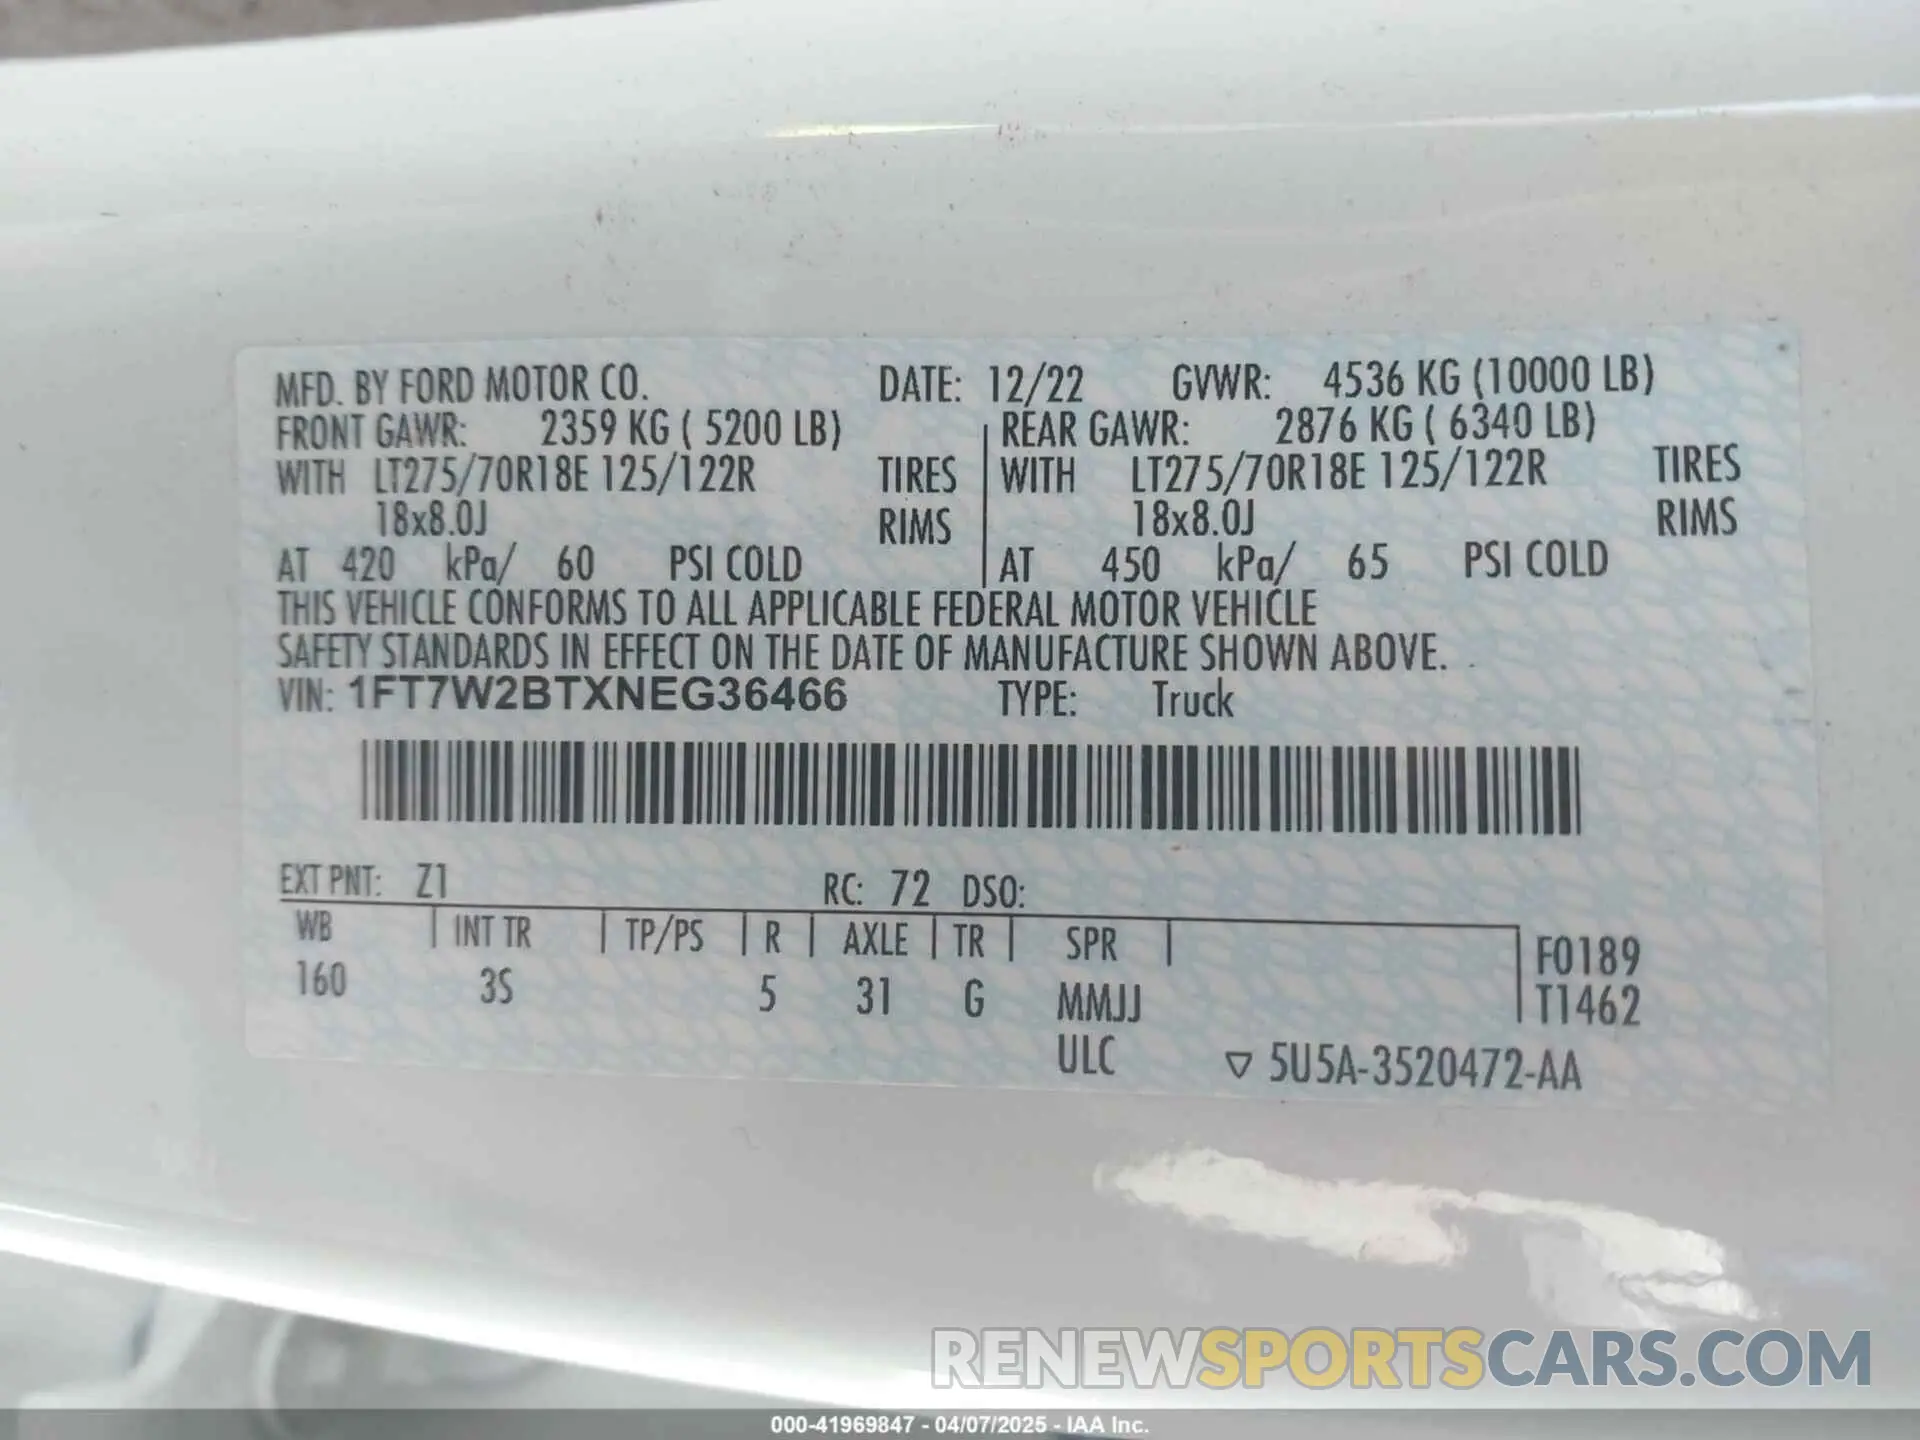 MFD. BY FORD MOTOR CO. DATE: 12/22 GVWR: 4536 KG (10000 LB)
FRONT GAWR: 2359 KG ( 5200 LB) REAR GAWR: 2876 KG ( 6340 LB)
WITH LT275/70R18E 125/122R TIRES WITH LT275/70R18E 125/122R TIRES
18x8.0J RIMS 18x8.0J RIMS
AT 420 kPa/ 60 PSI COLD AT 450 kPa/ 65 PSI COLD
THIS VEHICLE CONFORMS TO ALL APPLICABLE FEDERAL MOTOR VEHICLE
SAFETY STANDARDS IN EFFECT ON THE DATE OF MANUFACTURE SHOWN ABOVE.
VIN: 1FT7W2BTXNEG36466 TYPE: Truck
EXT PNT: Z1 RC: 72 DSO:
WB INT TR TP/PS R AXLE TR SPR F0189
160 3S 5 31 G MMJJ T1462
ULC ▽ 5U5A-3520472-AA
RENEWSPORTSCARS.COM
000-41969847 - 04/07/2025 - IAA Inc.